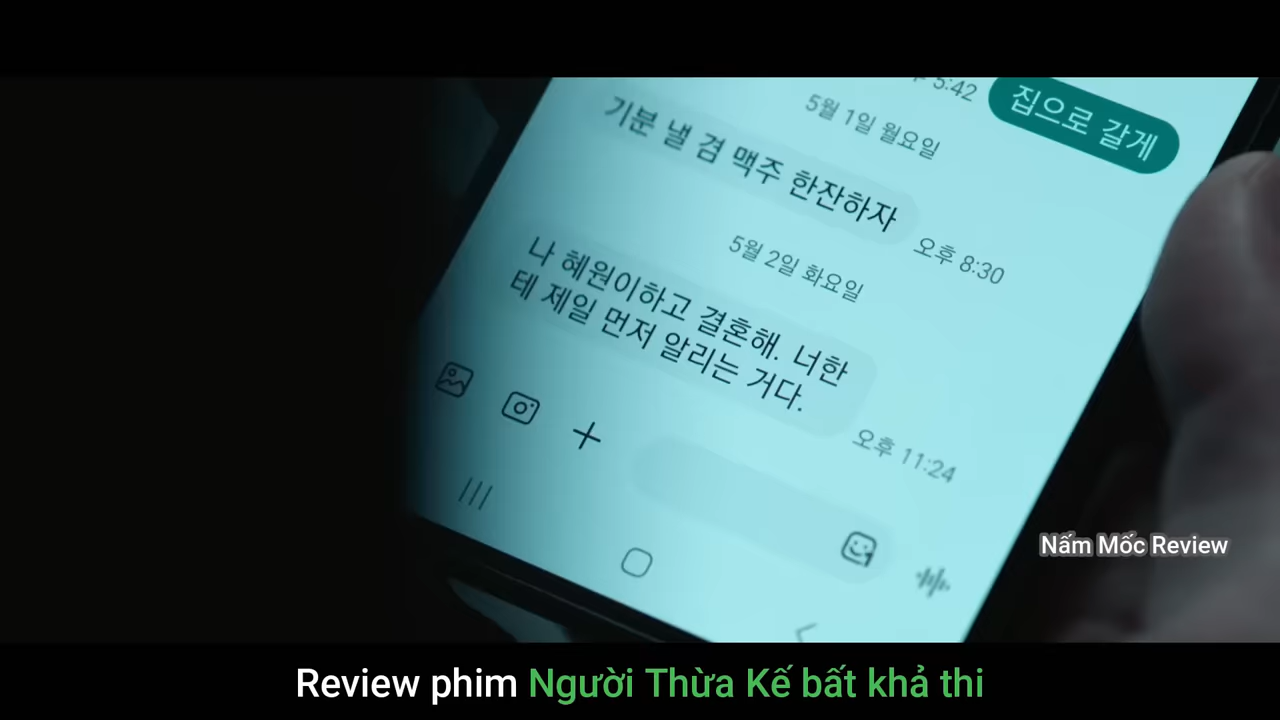 5:42
집으로 갈게
5월 1일 월요일
기분 낼 겸 맥주 한잔하자
오후 8:30
5월 2일 화요일
나 혜원이하고 결혼해. 너한
테 제일 먼저 알리는 거다.
오후 11:24
Nấm Mốc Review
Review phim Người Thừa Kế bất khả thi